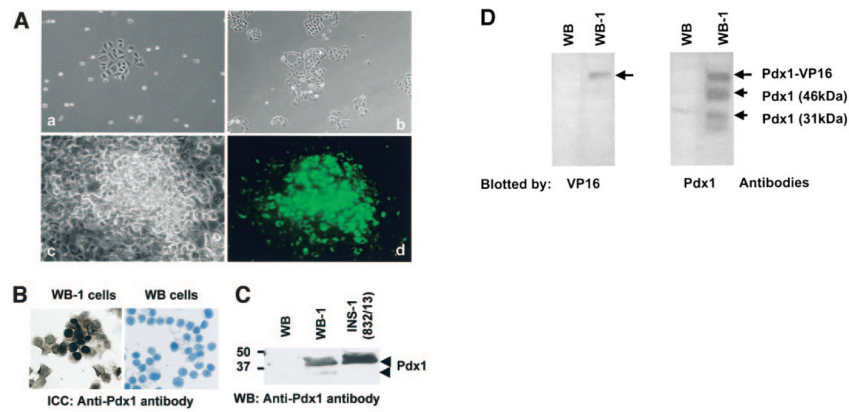 A
a
b
c
d
B
WB-1 cells
WB cells
ICC: Anti-Pdx1 antibody
C
WB
WB-1
INS-1
(832/13)
50
37
Pdx1
WB: Anti-Pdx1 antibody
D
WB
WB-1
WB
WB-1
Pdx1-VP16
Pdx1 (46kDa)
Pdx1 (31kDa)
Blotted by: VP16 Pdx1 Antibodies